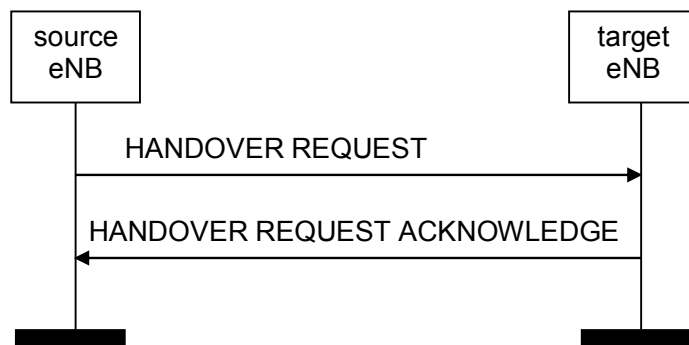 source
eNB
target
eNB
HANDOVER REQUEST
HANDOVER REQUEST ACKNOWLEDGE